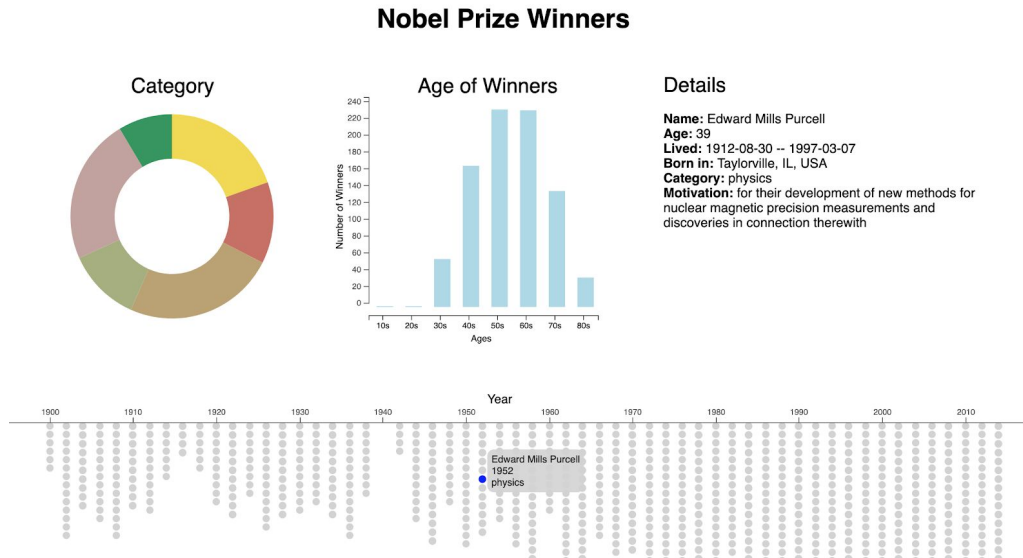 Nobel Prize Winners
Category
Age of Winners
Number of Winners
240
220
200
180
160
140
120
100
80
60
40
20
0
10s 20s 30s 40s 50s 60s 70s 80s
Ages
Details
Name: Edward Mills Purcell
Age: 39
Lived: 1912-08-30 -- 1997-03-07
Born in: Taylorville, IL, USA
Category: physics
Motivation: for their development of new methods for
nuclear magnetic precision measurements and
discoveries in connection therewith
Year
1900 1910 1920 1930 1940 1950 1960 1970 1980 1990 2000 2010
Edward Mills Purcell
1952
physics